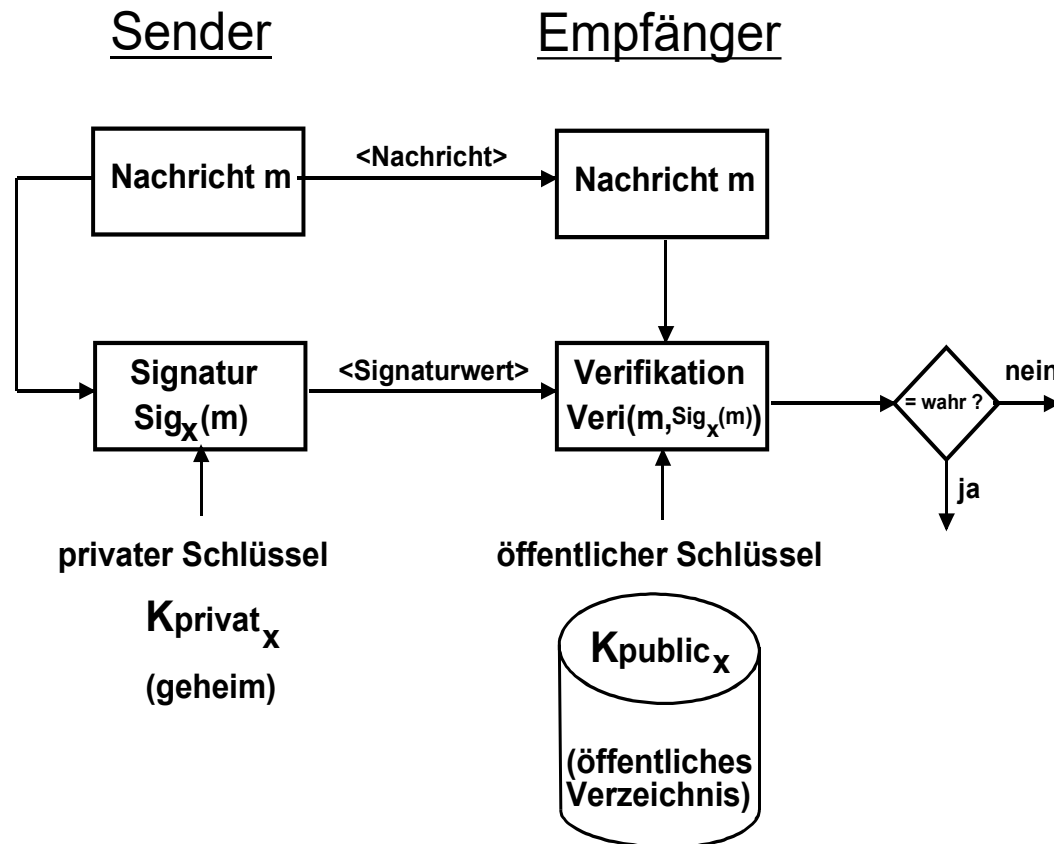 Sender
Empfänger
Nachricht m
<Nachricht>
Nachricht m
Signatur
Sigx(m)
<Signaturwert>
Verifikation
Veri(m,Sigx(m))
= wahr ?
nein
ja
privater Schlüssel
Kprivatx
(geheim)
öffentlicher Schlüssel
Kpublicx
(öffentliches
Verzeichnis)